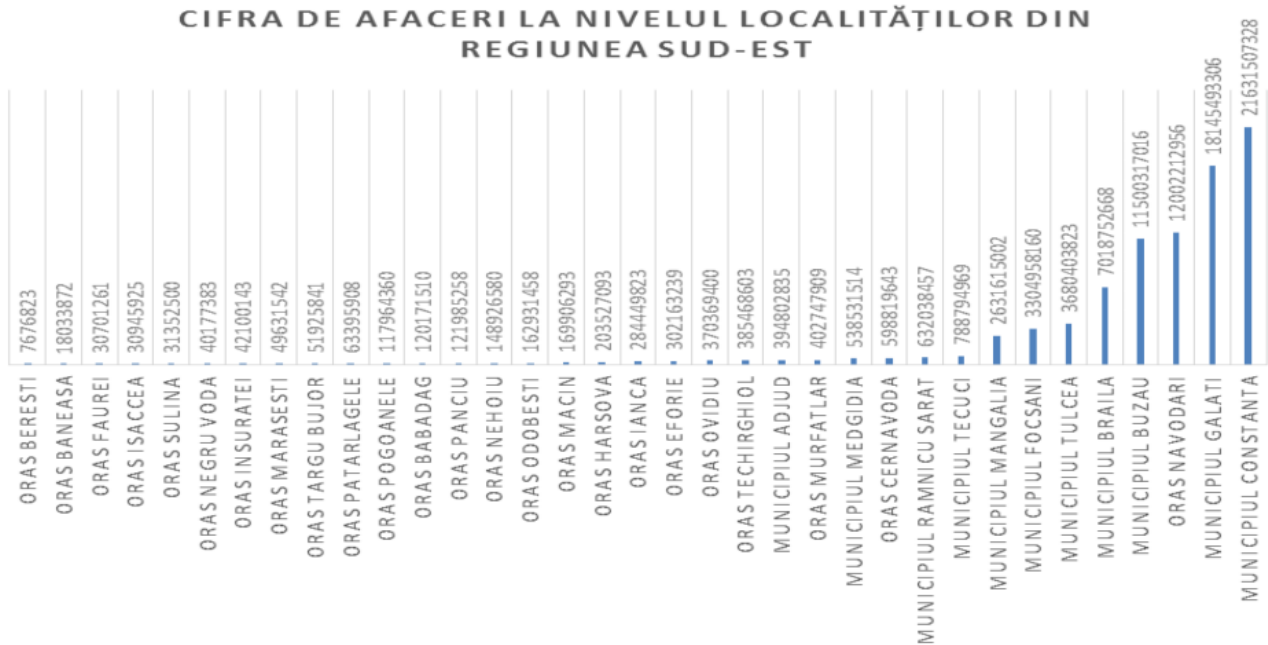 CIFRA DE AFACERI LA NIVELUL LOCALITĂȚILOR DIN
REGIUNEA SUD-EST
7676823
18033872
30701261
30945925
31352500
40177383
42100143
49631542
51925841
63395908
117964360
120171510
121985258
148926580
162931458
169906293
203527093
284449823
302163239
370369400
385468603
394802835
402747909
538531514
598819643
632038457
788794969
2631615002
3304958160
3680403823
7018752668
11500317016
12002212956
18145493306
21631507328
ORAS BERESTI
ORAS BANEASA
ORAS FAUREI
ORAS ISACCEA
ORAS SULINA
ORAS NEGRU VODA
ORAS INSURATEI
ORAS MARASESTI
ORAS TARGU BUJOR
ORAS PATARLAGELE
ORAS POGOANELE
ORAS BABADAG
ORAS PANCIU
ORAS NEHOIU
ORAS ODOBESTI
ORAS MACIN
ORAS HARSOVA
ORAS IANCA
ORAS EFORIE
ORAS OVIDIU
ORAS TECHIRGHIOL
MUNICIPIUL ADJUD
ORAS MURFATLAR
MUNICIPIUL MEDGIDIA
ORAS CERNAVODA
MUNICIPIUL RAMNICU SARAT
MUNICIPIUL TECUCI
MUNICIPIUL MANGALIA
MUNICIPIUL FOCSANI
MUNICIPIUL TULCEA
MUNICIPIUL BRAILA
MUNICIPIUL BUZAU
ORAS NAVODARI
MUNICIPIUL GALATI
MUNICIPIUL CONSTANTA